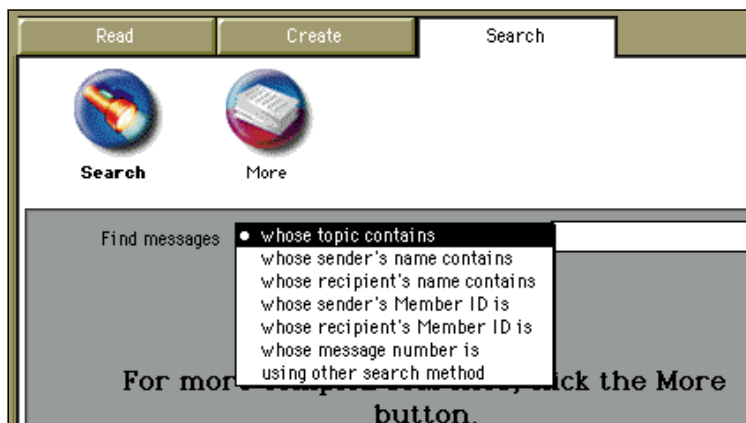 Read Create Search
Search More
Find messages
whose topic contains
whose sender's name contains
whose recipient's name contains
whose sender's Member ID is
whose recipient's Member ID is
whose message number is
using other search method
For more click the More
button.